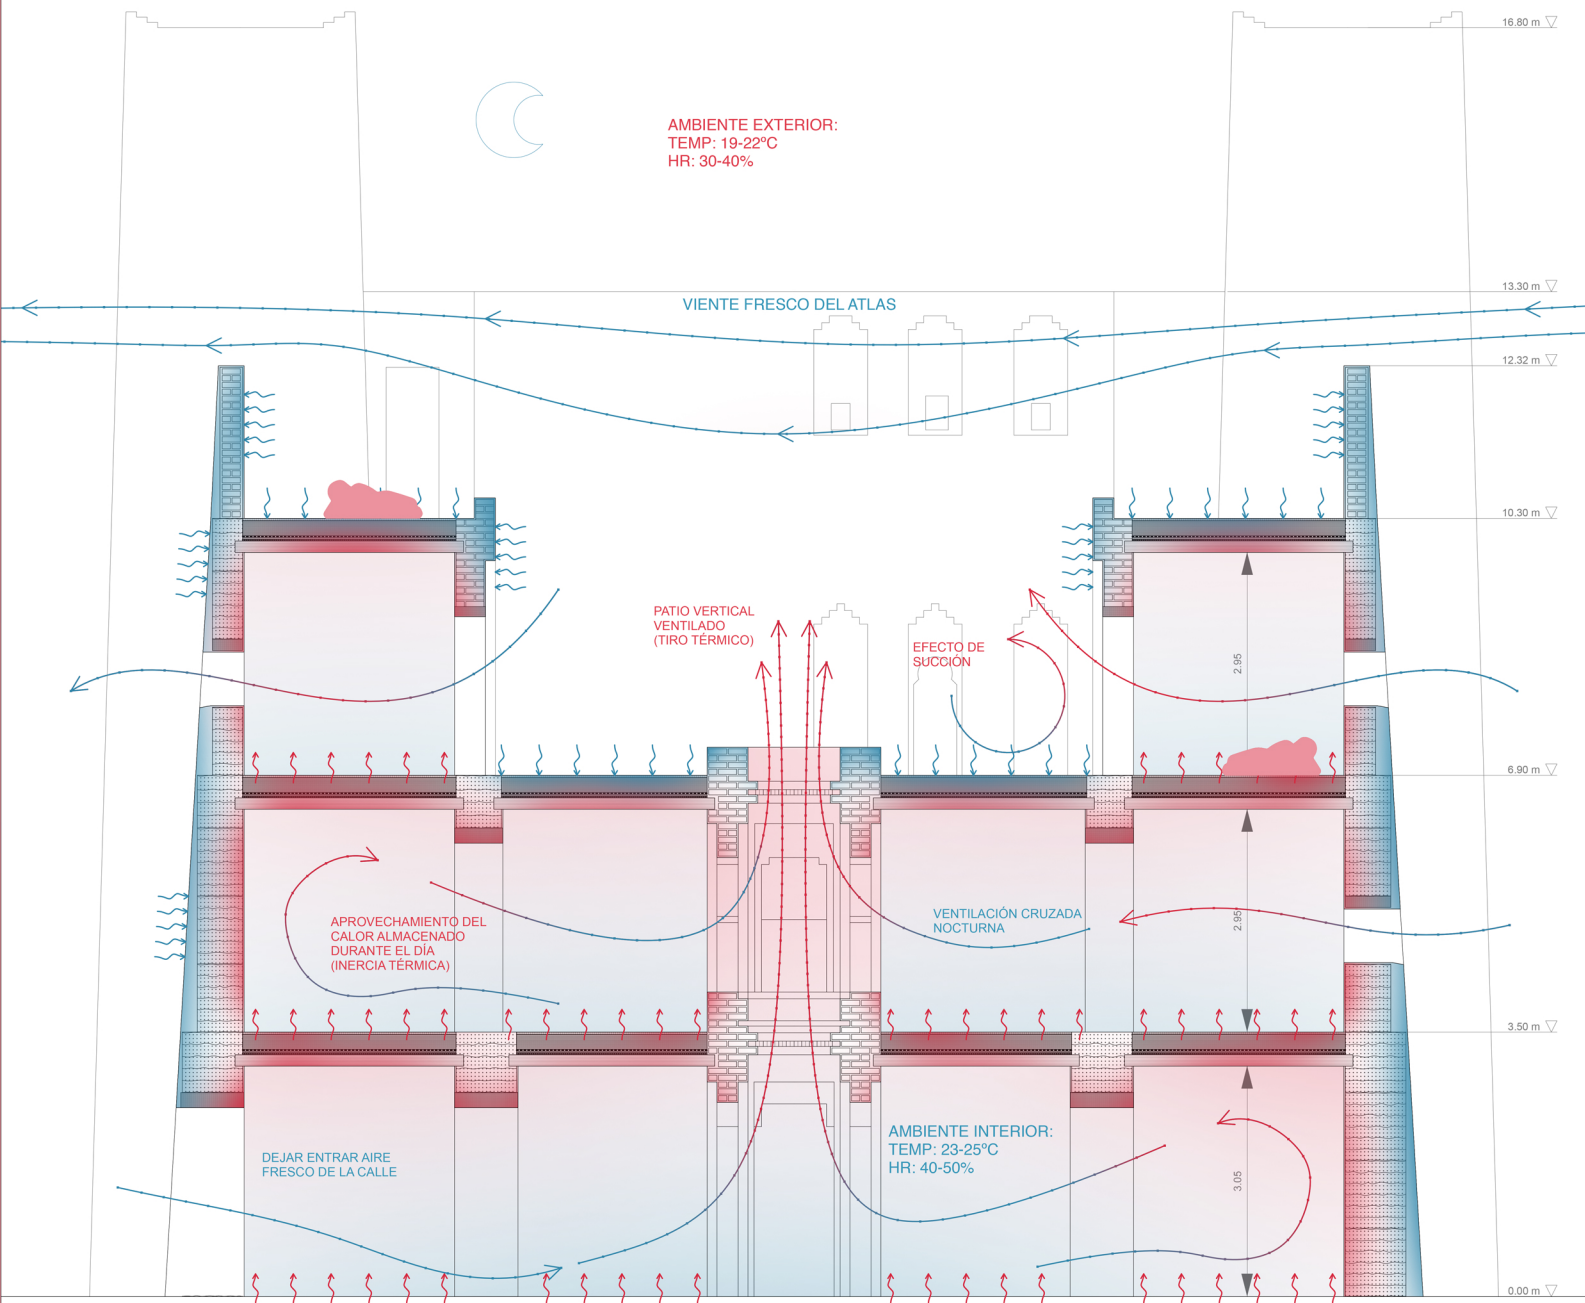 16.80 m
AMBIENTE EXTERIOR:
TEMP: 19-22ºC
HR: 30-40%
13.30 m
VIENTE FRESCO DEL ATLAS
12.32 m
10.30 m
PATIO VERTICAL
VENTILADO
(TIRO TÉRMICO)
EFECTO DE
SUCCIÓN
2.95
6.90 m
APROVECHAMIENTO DEL
CALOR ALMACENADO
DURANTE EL DÍA
(INERCIA TÉRMICA)
VENTILACIÓN CRUZADA
NOCTURNA
2.95
3.50 m
DEJAR ENTRAR AIRE
FRESCO DE LA CALLE
AMBIENTE INTERIOR:
TEMP: 23-25ºC
HR: 40-50%
3.05
0.00 m